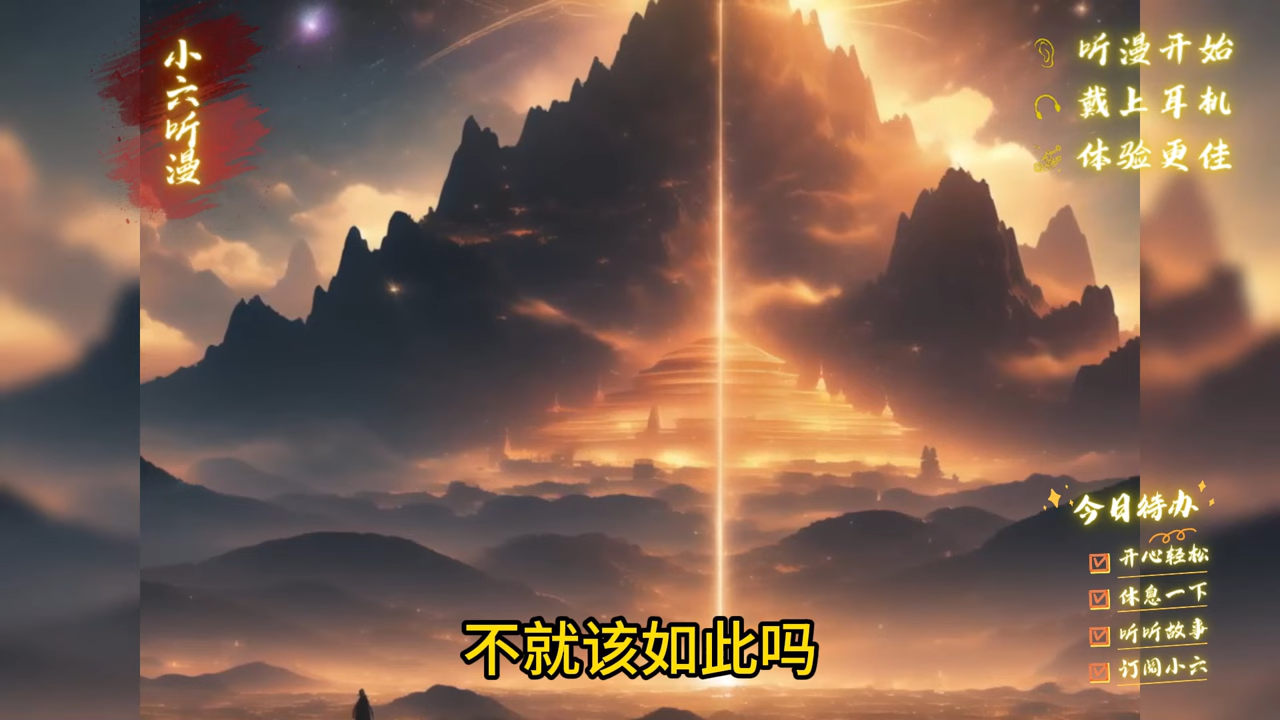 小六听漫
听漫开始
戴上耳机
体验更佳
今日待办
开心轻松
休息一下
听听故事
订阅小六
不就该如此吗